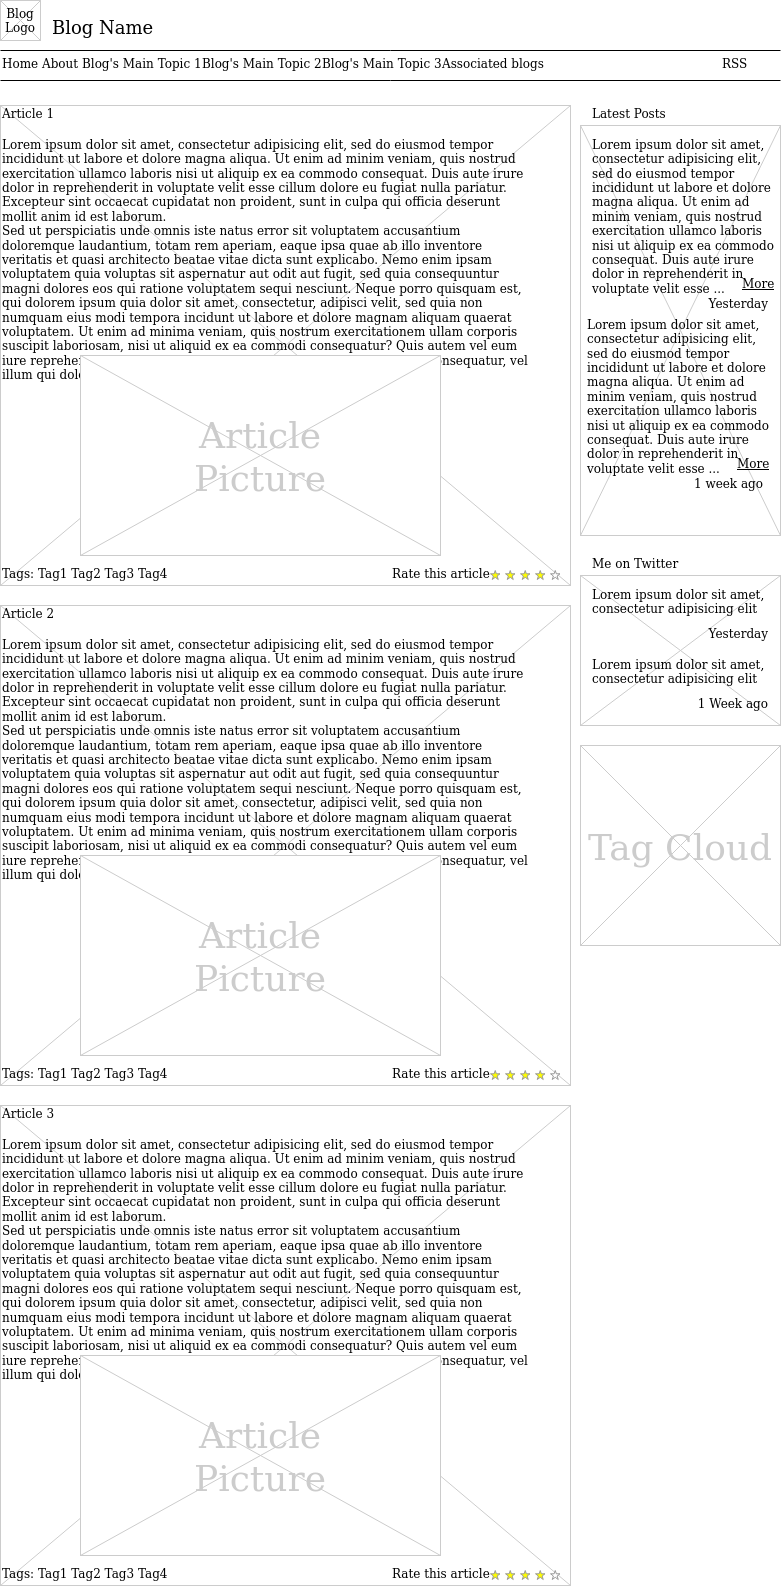 Blog
Logo
Blog Name
Home About Blog's Main Topic 1Blog's Main Topic 2Blog's Main Topic 3Associated blogs
RSS
Article 1
Lorem ipsum dolor sit amet, consectetur adipisicing elit, sed do eiusmod tempor
incididunt ut labore et dolore magna aliqua. Ut enim ad minim veniam, quis nostrud
exercitation ullamco laboris nisi ut aliquip ex ea commodo consequat. Duis aute irure
dolor in reprehenderit in voluptate velit esse cillum dolore eu fugiat nulla pariatur.
Excepteur sint occaecat cupidatat non proident, sunt in culpa qui officia deserunt
mollit anim id est laborum.
Sed ut perspiciatis unde omnis iste natus error sit voluptatem accusantium
doloremque laudantium, totam rem aperiam, eaque ipsa quae ab illo inventore
veritatis et quasi architecto beatae vitae dicta sunt explicabo. Nemo enim ipsam
voluptatem quia voluptas sit aspernatur aut odit aut fugit, sed quia consequuntur
magni dolores eos qui ratione voluptatem sequi nesciunt. Neque porro quisquam est,
qui dolorem ipsum quia dolor sit amet, consectetur, adipisci velit, sed quia non
numquam eius modi tempora incidunt ut labore et dolore magnam aliquam quaerat
voluptatem. Ut enim ad minima veniam, quis nostrum exercitationem ullam corporis
suscipit laboriosam, nisi ut aliquid ex ea commodi consequatur? Quis autem vel eum
iure reprehe nsequatur, vel
illum qui dol
Article
Picture
Tags: Tag1 Tag2 Tag3 Tag4
Rate this article
Article 2
Lorem ipsum dolor sit amet, consectetur adipisicing elit, sed do eiusmod tempor
incididunt ut labore et dolore magna aliqua. Ut enim ad minim veniam, quis nostrud
exercitation ullamco laboris nisi ut aliquip ex ea commodo consequat. Duis aute irure
dolor in reprehenderit in voluptate velit esse cillum dolore eu fugiat nulla pariatur.
Excepteur sint occaecat cupidatat non proident, sunt in culpa qui officia deserunt
mollit anim id est laborum.
Sed ut perspiciatis unde omnis iste natus error sit voluptatem accusantium
doloremque laudantium, totam rem aperiam, eaque ipsa quae ab illo inventore
veritatis et quasi architecto beatae vitae dicta sunt explicabo. Nemo enim ipsam
voluptatem quia voluptas sit aspernatur aut odit aut fugit, sed quia consequuntur
magni dolores eos qui ratione voluptatem sequi nesciunt. Neque porro quisquam est,
qui dolorem ipsum quia dolor sit amet, consectetur, adipisci velit, sed quia non
numquam eius modi tempora incidunt ut labore et dolore magnam aliquam quaerat
voluptatem. Ut enim ad minima veniam, quis nostrum exercitationem ullam corporis
suscipit laboriosam, nisi ut aliquid ex ea commodi consequatur? Quis autem vel eum
iure reprehe nsequatur, vel
illum qui dol
Article
Picture
Tags: Tag1 Tag2 Tag3 Tag4
Rate this article
Article 3
Lorem ipsum dolor sit amet, consectetur adipisicing elit, sed do eiusmod tempor
incididunt ut labore et dolore magna aliqua. Ut enim ad minim veniam, quis nostrud
exercitation ullamco laboris nisi ut aliquip ex ea commodo consequat. Duis aute irure
dolor in reprehenderit in voluptate velit esse cillum dolore eu fugiat nulla pariatur.
Excepteur sint occaecat cupidatat non proident, sunt in culpa qui officia deserunt
mollit anim id est laborum.
Sed ut perspiciatis unde omnis iste natus error sit voluptatem accusantium
doloremque laudantium, totam rem aperiam, eaque ipsa quae ab illo inventore
veritatis et quasi architecto beatae vitae dicta sunt explicabo. Nemo enim ipsam
voluptatem quia voluptas sit aspernatur aut odit aut fugit, sed quia consequuntur
magni dolores eos qui ratione voluptatem sequi nesciunt. Neque porro quisquam est,
qui dolorem ipsum quia dolor sit amet, consectetur, adipisci velit, sed quia non
numquam eius modi tempora incidunt ut labore et dolore magnam aliquam quaerat
voluptatem. Ut enim ad minima veniam, quis nostrum exercitationem ullam corporis
suscipit laboriosam, nisi ut aliquid ex ea commodi consequatur? Quis autem vel eum
iure reprehe nsequatur, vel
illum qui dol
Article
Picture
Tags: Tag1 Tag2 Tag3 Tag4
Rate this article
Latest Posts
Lorem ipsum dolor sit amet,
consectetur adipisicing elit,
sed do eiusmod tempor
incididunt ut labore et dolore
magna aliqua. Ut enim ad
minim veniam, quis nostrud
exercitation ullamco laboris
nisi ut aliquip ex ea commodo
consequat. Duis aute irure
dolor in reprehenderit in
voluptate velit esse ...
More
Yesterday
Lorem ipsum dolor sit amet,
consectetur adipisicing elit,
sed do eiusmod tempor
incididunt ut labore et dolore
magna aliqua. Ut enim ad
minim veniam, quis nostrud
exercitation ullamco laboris
nisi ut aliquip ex ea commodo
consequat. Duis aute irure
dolor in reprehenderit in
voluptate velit esse ...
More
1 week ago
Me on Twitter
Lorem ipsum dolor sit amet,
consectetur adipisicing elit
Yesterday
Lorem ipsum dolor sit amet,
consectetur adipisicing elit
1 Week ago
Tag Cloud